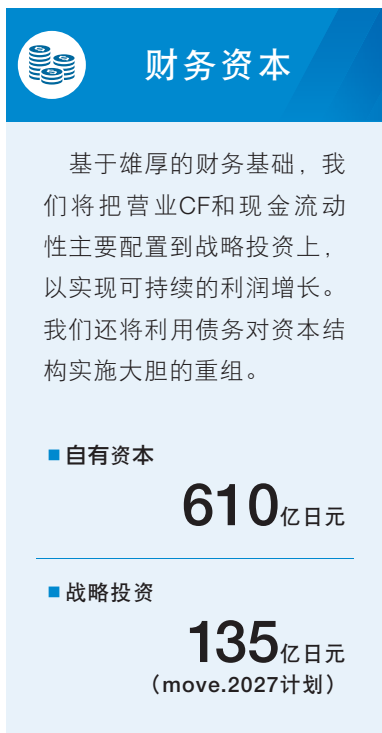 财务资本
基于雄厚的财务基础，我
们将把营业CF和现金流动
性主要配置到战略投资上，
以实现可持续的利润增长。
我们还将利用债务对资本结
构实施大胆的重组。
■自有资本
610亿日元
■战略投资
135亿日元
（move.2027计划）